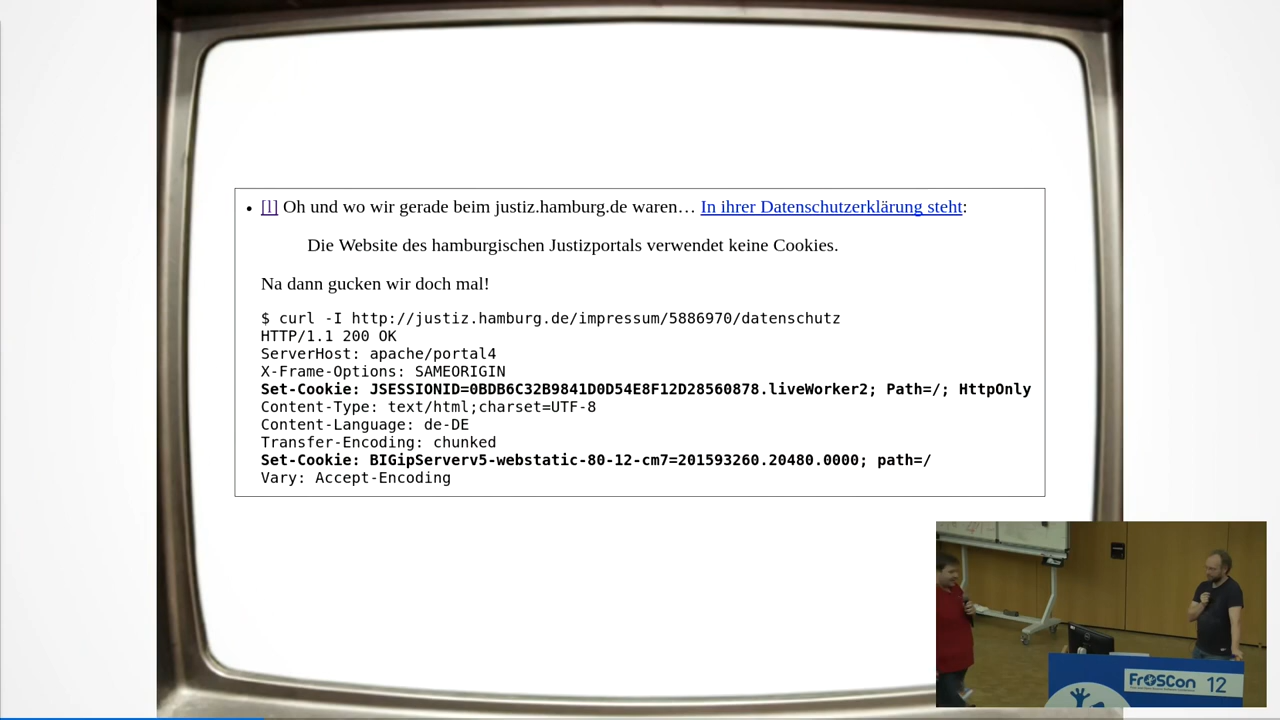 • [l] Oh und wo wir gerade beim justiz.hamburg.de waren… In ihrer Datenschutzerklärung steht:
Die Website des hamburgischen Justizportals verwendet keine Cookies.
Na dann gucken wir doch mal!
$ curl -I http://justiz.hamburg.de/impressum/5886970/datenschutz
HTTP/1.1 200 OK
ServerHost: apache/portal4
X-Frame-Options: SAMEORIGIN
Set-Cookie: JSESSIONID=0BDB6C32B9841D0D54E8F12D28560878.liveWorker2; Path=/; HttpOnly
Content-Type: text/html;charset=UTF-8
Content-Language: de-DE
Transfer-Encoding: chunked
Set-Cookie: BIGipServerv5-webstatic-80-12-cm7=201593260.20480.0000; path=/
Vary: Accept-Encoding
FrOSCon 12